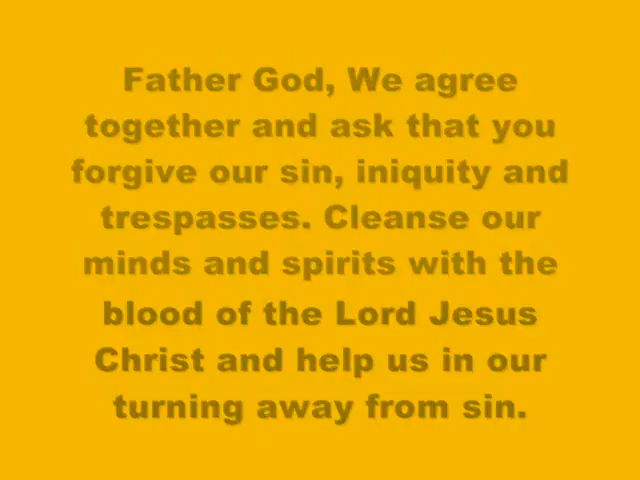 Father God, We agree
together and ask that you
forgive our sin, iniquity and
trespasses. Cleanse our
minds and spirits with the
blood of the Lord Jesus
Christ and help us in our
turning away from sin.